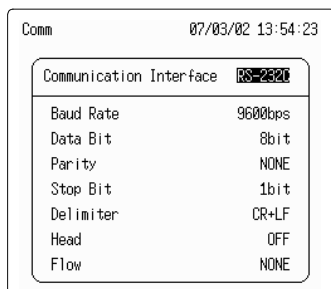 Comm 07/03/02 13:54:23
Communication Interface RS-232C
Baud Rate 9600bps
Data Bit 8bit
Parity NONE
Stop Bit 1bit
Delimiter CR+LF
Head OFF
Flow NONE